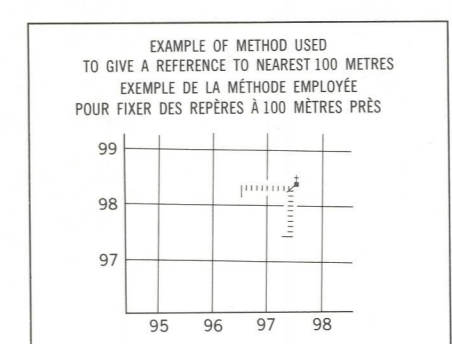 EXAMPLE OF METHOD USED
TO GIVE A REFERENCE TO NEAREST 100 METRES
EXEMPLE DE LA MÉTHODE EMPLOYÉE
POUR FIXER DES REPÈRES À 100 MÈTRES PRÈS
99
98
97
95 96 97 98